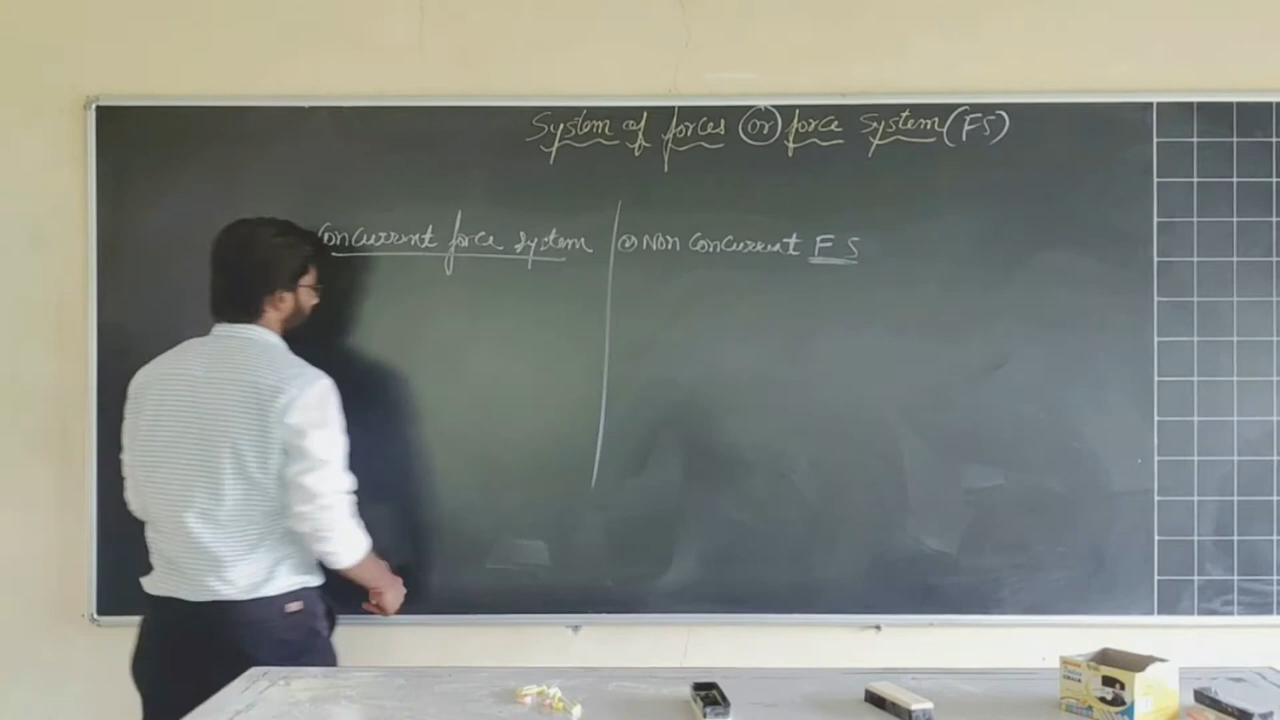 System of forces (or) force System (FS)
Concurrent force System
② Non Concurrent F S